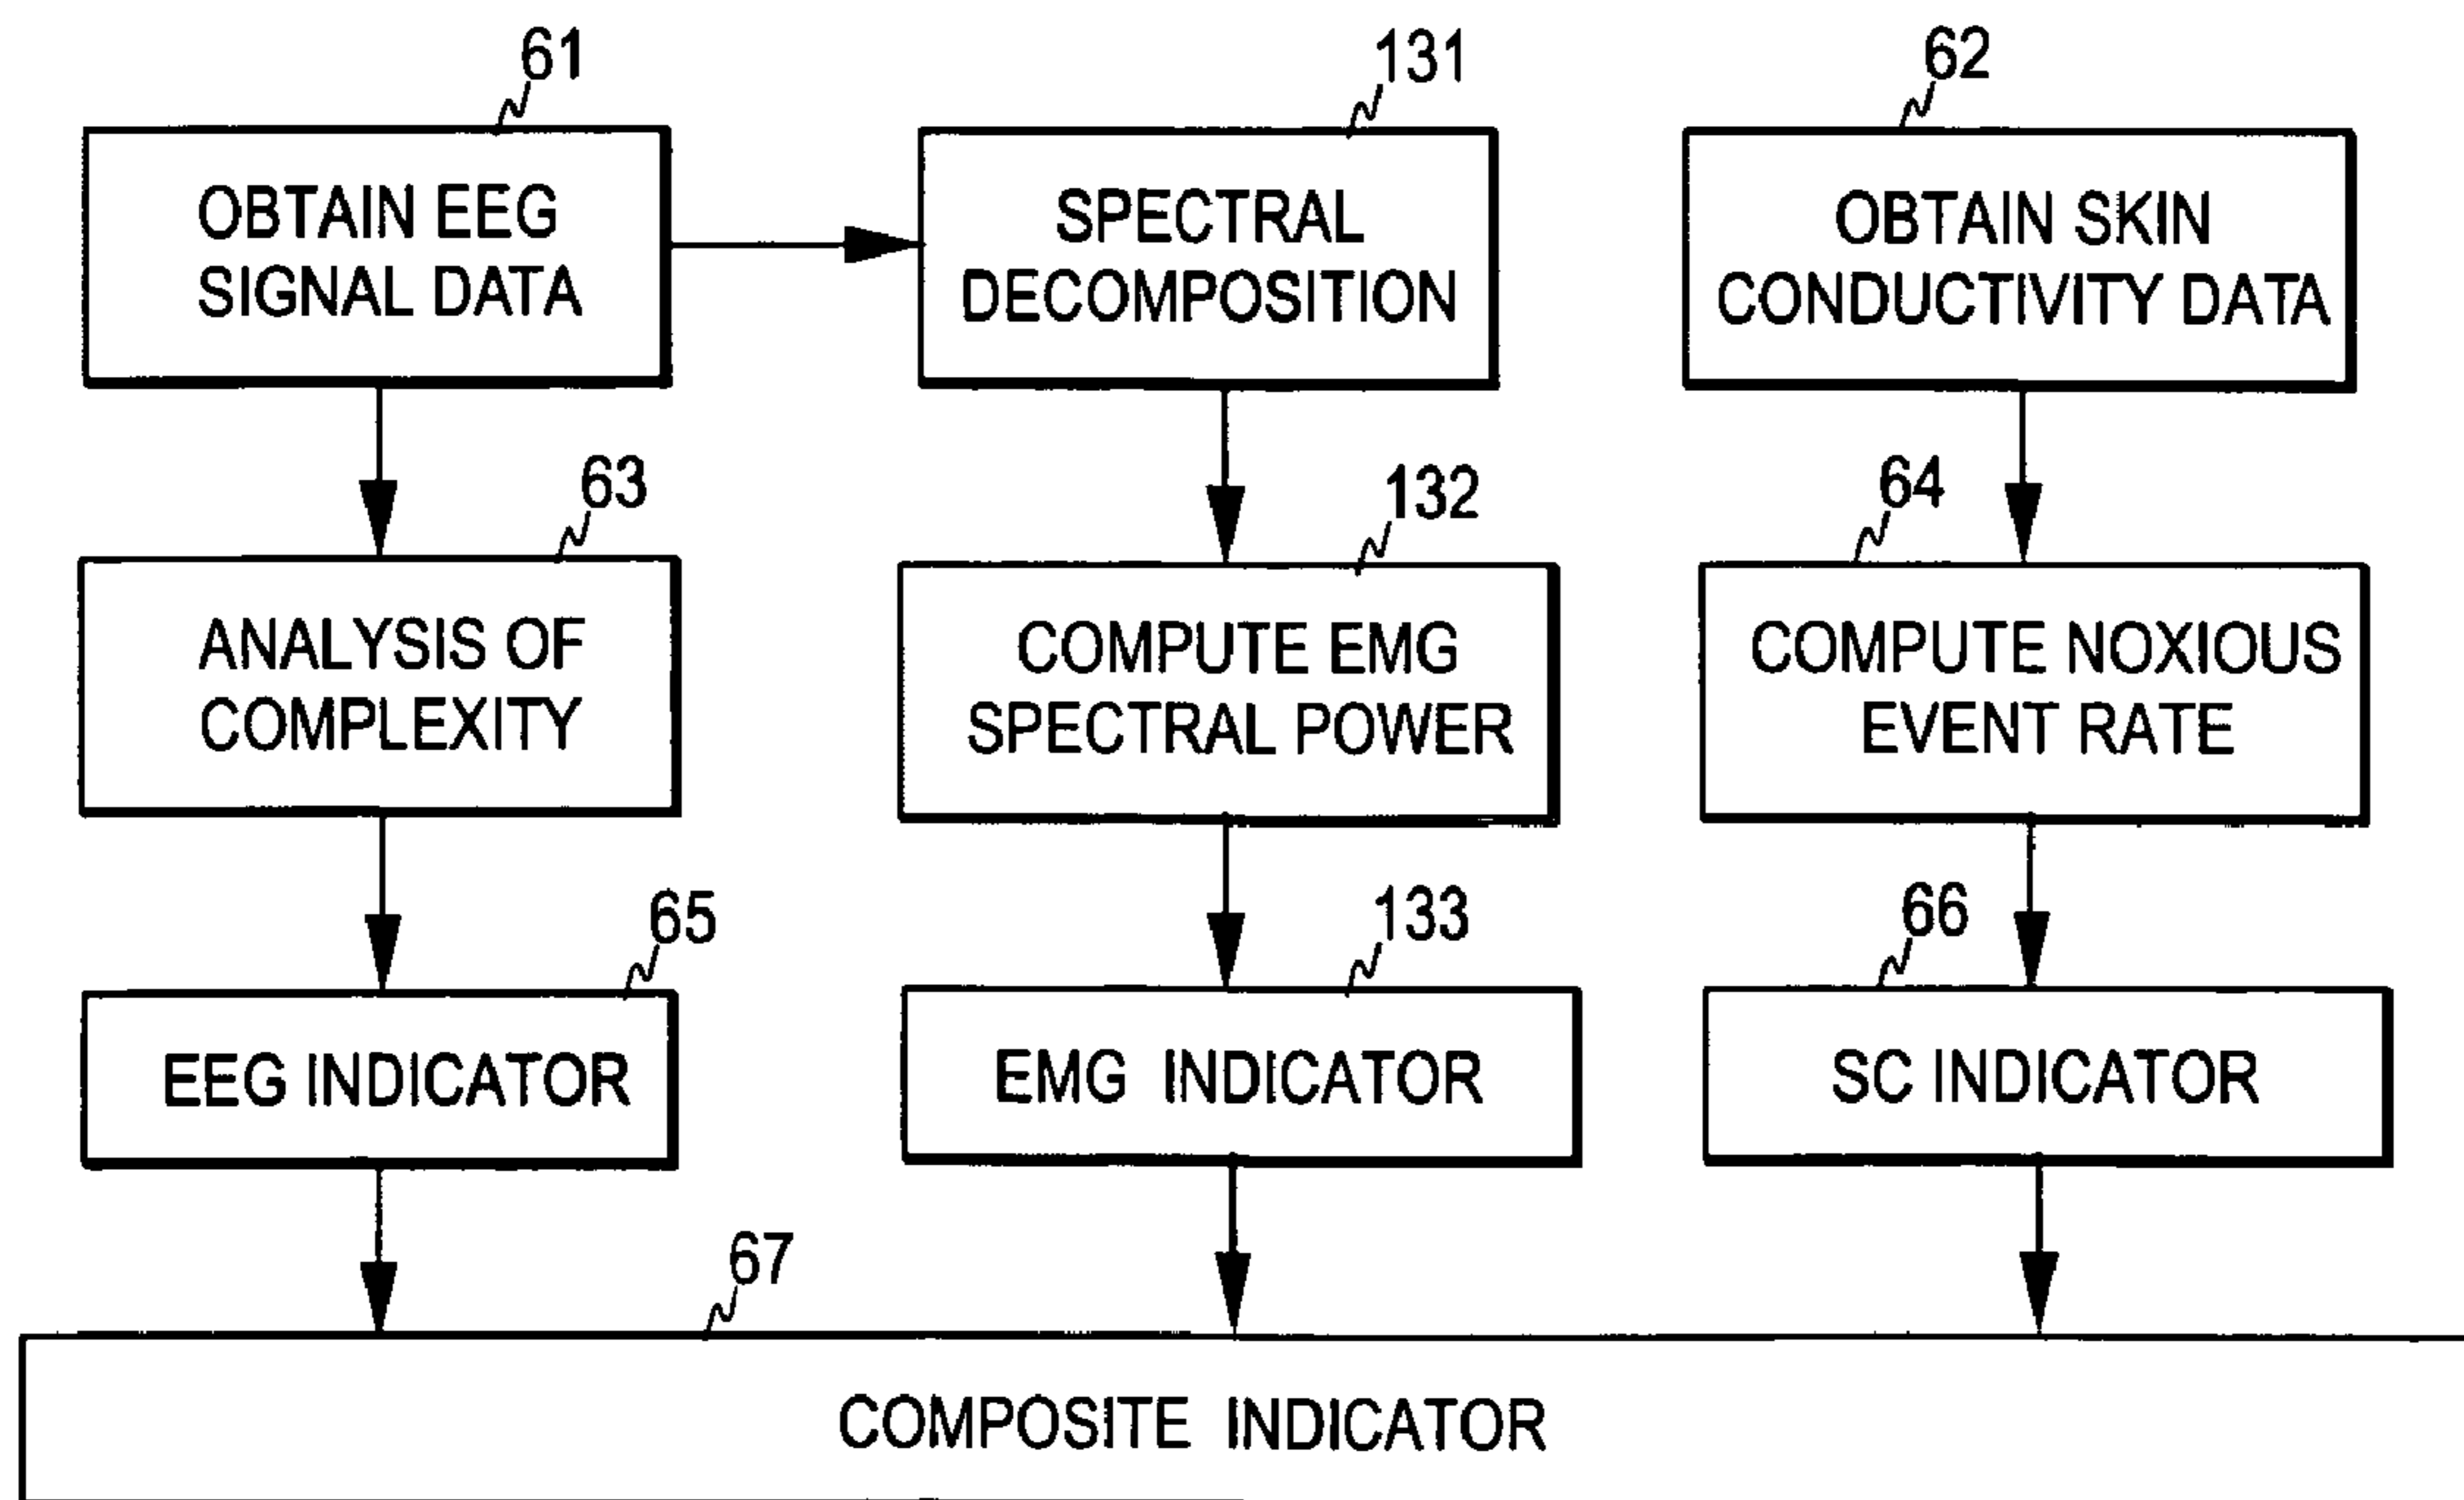 61
131
62
OBTAIN EEG
SIGNAL DATA
SPECTRAL
DECOMPOSITION
OBTAIN SKIN
CONDUCTIVITY DATA
63
132
64
ANALYSIS OF
COMPLEXITY
COMPUTE EMG
SPECTRAL POWER
COMPUTE NOXIOUS
EVENT RATE
65
133
66
EEG INDICATOR
EMG INDICATOR
SC INDICATOR
67
COMPOSITE INDICATOR